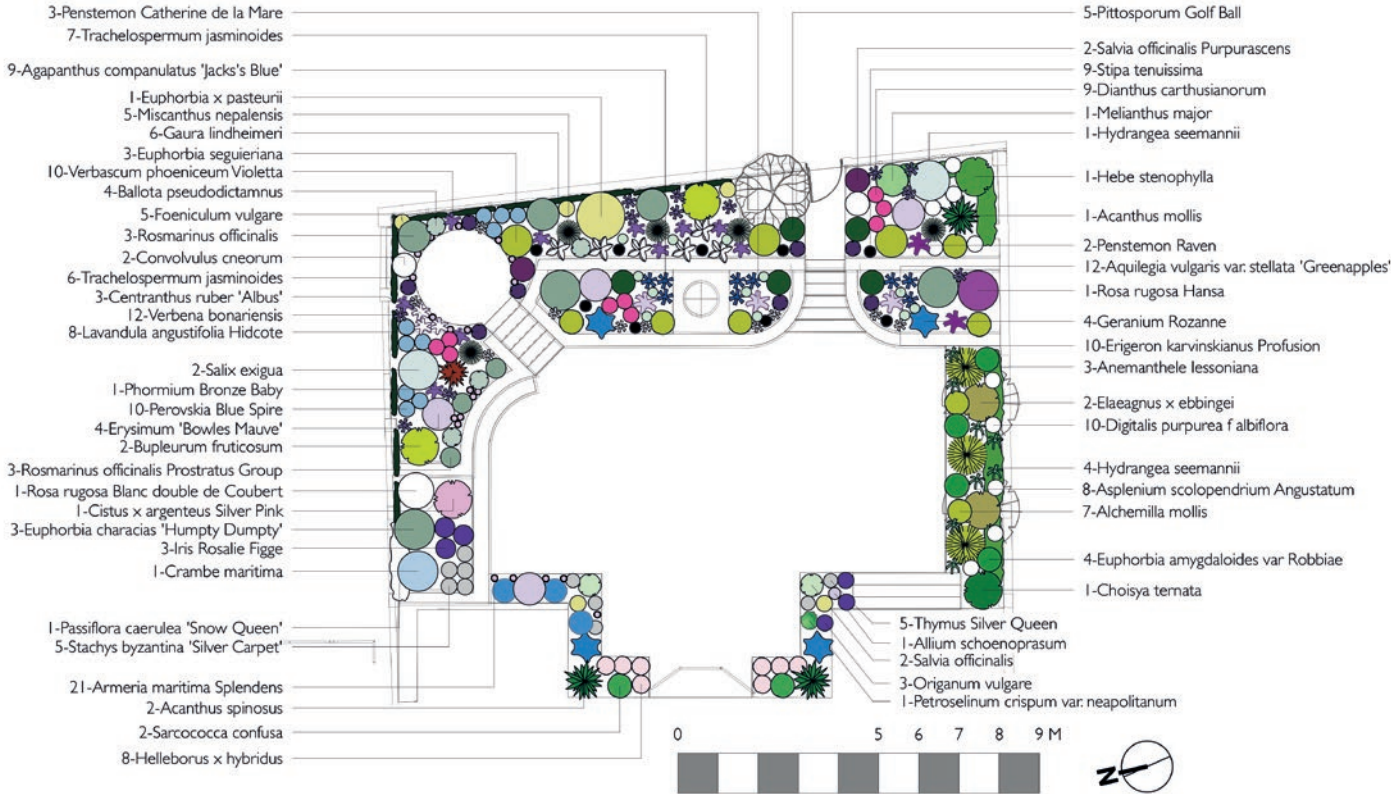 3-Penstemon Catherine de la Mare
7-Trachelospermum jasminoides
9-Agapanthus companulatus 'Jacks's Blue'
1-Euphorbia x pasteurii
5-Miscanthus nepalensis
6-Gaura lindheimeri
3-Euphorbia seguieriana
10-Verbascum phoeniceum Violetta
4-Ballota pseudodictamnus
5-Foeniculum vulgare
3-Rosmarinus officinalis
2-Convolvulus cneorum
6-Trachelospermum jasminoides
3-Centranthus ruber 'Albus'
12-Verbena bonariensis
8-Lavandula angustifolia Hidcote
2-Salix exigua
1-Phormium Bronze Baby
10-Perovskia Blue Spire
4-Erysimum 'Bowles Mauve'
2-Bupleurum fruticosum
3-Rosmarinus officinalis Prostratus Group
1-Rosa rugosa Blanc double de Coubert
1-Cistus x argenteus Silver Pink
3-Euphorbia characias 'Humpty Dumpty'
3-Iris Rosalie Figge
1-Crambe maritima
1-Passiflora caerulea 'Snow Queen'
5-Stachys byzantina 'Silver Carpet'
21-Armeria maritima Splendens
2-Acanthus spinosus
2-Sarcococca confusa
8-Helleborus x hybridus
5-Pittosporum Golf Ball
2-Salvia officinalis Purpurascens
9-Stipa tenuissima
9-Dianthus carthusianorum
1-Melianthus major
1-Hydrangea seemannii
1-Hebe stenophylla
1-Acanthus mollis
2-Penstemon Raven
12-Aquilegia vulgaris var. stellata 'Greenapples'
1-Rosa rugosa Hansa
4-Geranium Rozanne
10-Erigeron karvinskianus Profusion
3-Anemanthele lessoniana
2-Elaeagnus x ebbingei
10-Digitalis purpurea f albiflora
4-Hydrangea seemannii
8-Asplenium scolopendrium Angustatum
7-Alchemilla mollis
4-Euphorbia amygdaloides var Robbiae
1-Choisya ternata
5-Thymus Silver Queen
1-Allium schoenoprasum
2-Salvia officinalis
3-Origanum vulgare
1-Petroselinum crispum var. neapolitanum
0 5 6 7 8 9 M
N